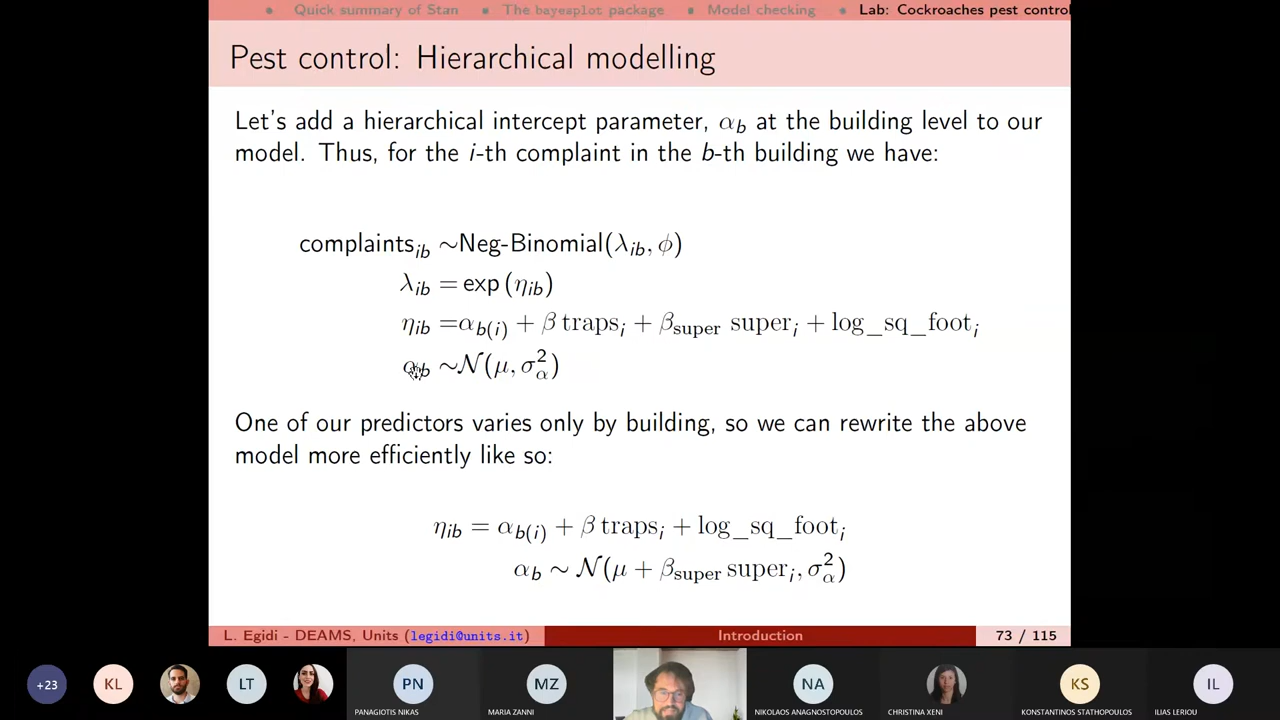 Quick summary of Stan The bayesplot package Model checking Lab: Cockroaches pest control
Pest control: Hierarchical modelling
Let's add a hierarchical intercept parameter, α_b at the building level to our
model. Thus, for the i-th complaint in the b-th building we have:
complaints_ib ∼Neg-Binomial(λ_ib, ϕ)
λ_ib = exp (η_ib)
η_ib =α_b(i) + β traps_i + β_super super_i + log_sq_foot_i
α_b ∼N(μ, σ²_α)
One of our predictors varies only by building, so we can rewrite the above
model more efficiently like so:
η_ib = α_b(i) + β traps_i + log_sq_foot_i
α_b ∼ N(μ + β_super super_i, σ²_α)
L. Egidi - DEAMS, Units (legidi@units.it) Introduction 73 / 115
+23 KL LT PN MZ NA KS IL
PANAGIOTIS NIKAS MARIA ZANNI NIKOLAOS ANAGNOSTOPOULOS CHRISTINA XENI KONSTANTINOS STATHOPOULOS ILIAS LERIOU